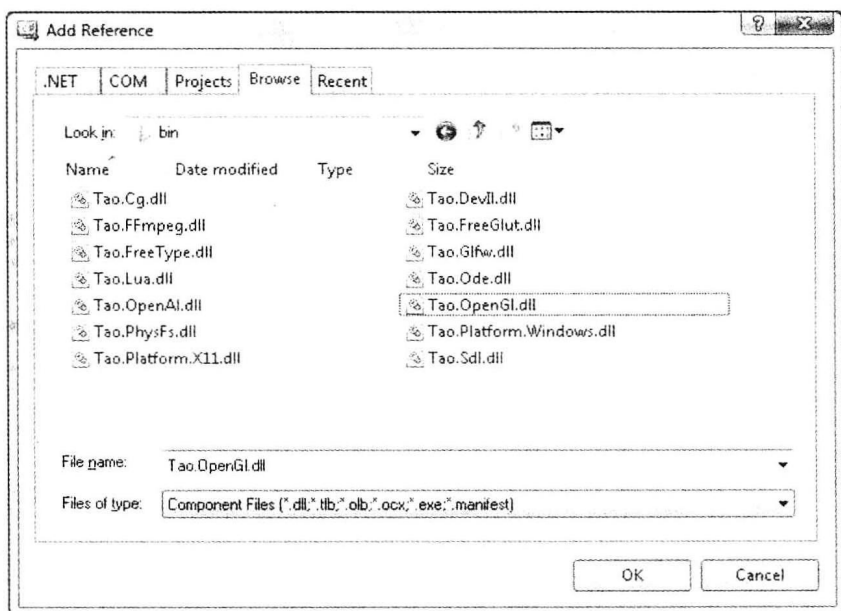 Add Reference
.NET COM Projects Browse Recent
Look in: bin
Name Date modified Type Size
Tao.Cg.dll Tao.DevIl.dll
Tao.FFmpeg.dll Tao.FreeGlut.dll
Tao.FreeType.dll Tao.Glfw.dll
Tao.Lua.dll Tao.Ode.dll
Tao.OpenAl.dll Tao.OpenGl.dll
Tao.PhysFs.dll Tao.Platform.Windows.dll
Tao.Platform.X11.dll Tao.Sdl.dll
File name: Tao.OpenGl.dll
Files of type: Component Files (*.dll;*.tlb;*.olb;*.ocx;*.exe;*.manifest)
OK Cancel